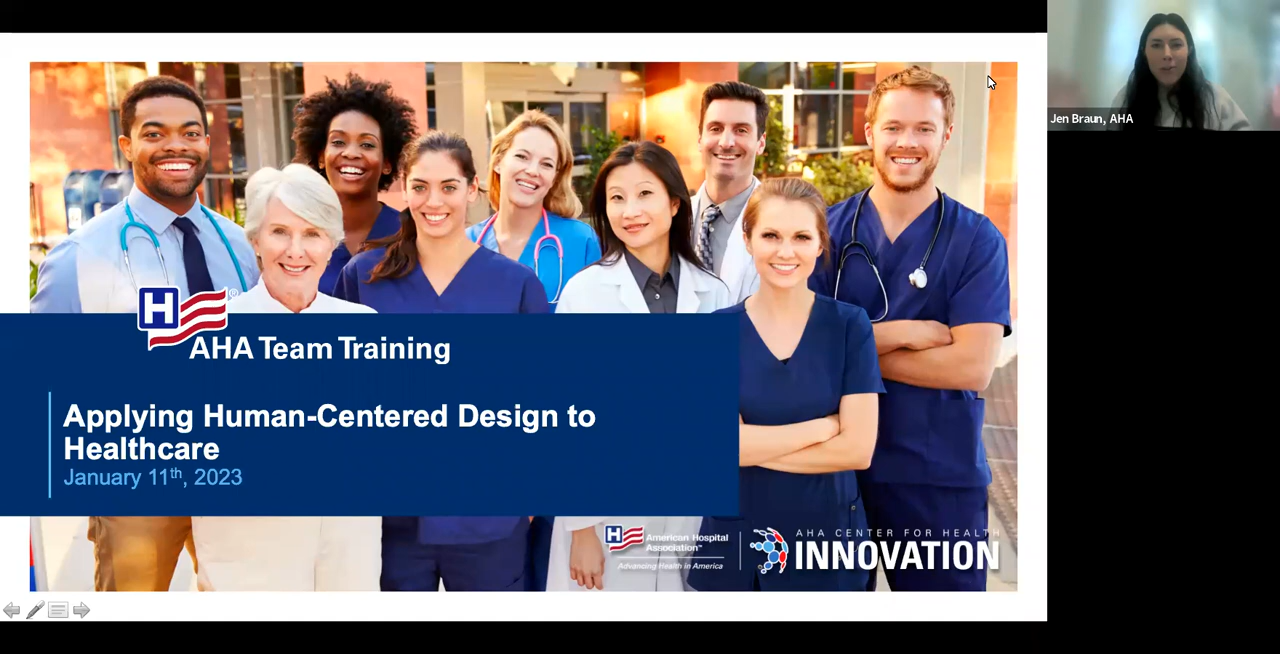 Jen Braun, AHA
H
AHA Team Training
Applying Human-Centered Design to
Healthcare
January 11th, 2023
H
American Hospital
Association™
Advancing Health in America
AHA CENTER FOR HEALTH
INNOVATION